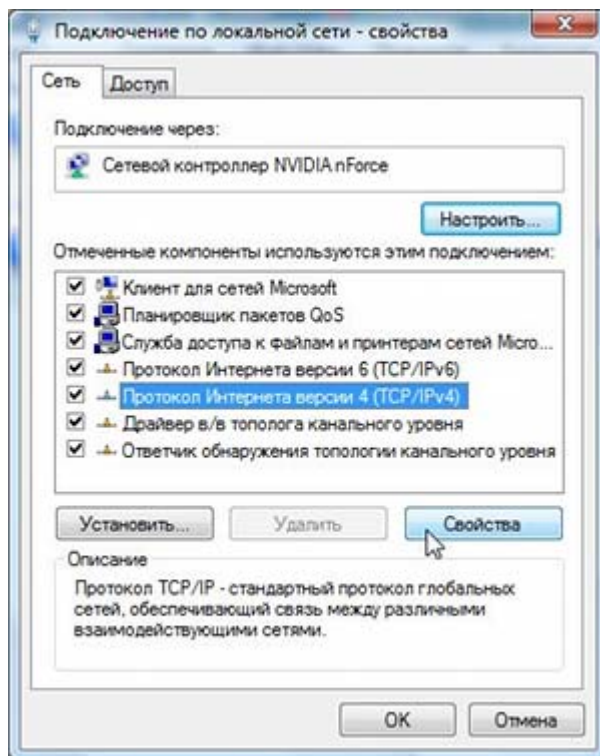 Подключение по локальной сети - свойства
Сеть
Доступ
Подключение через:
Сетевой контроллер NVIDIA nForce
Настроить...
Отмеченные компоненты используются этим подключением:
Клиент для сетей Microsoft
Планировщик пакетов QoS
Служба доступа к файлам и принтерам сетей Micro...
Протокол Интернета версии 6 (TCP/IPv6)
Протокол Интернета версии 4 (TCP/IPv4)
Драйвер в/в тополога канального уровня
Ответчик обнаружения топологии канального уровня
Установить...
Удалить
Свойства
Описание
Протокол TCP/IP - стандартный протокол глобальных
сетей, обеспечивающий связь между различными
взаимодействующими сетями.
OK
Отмена